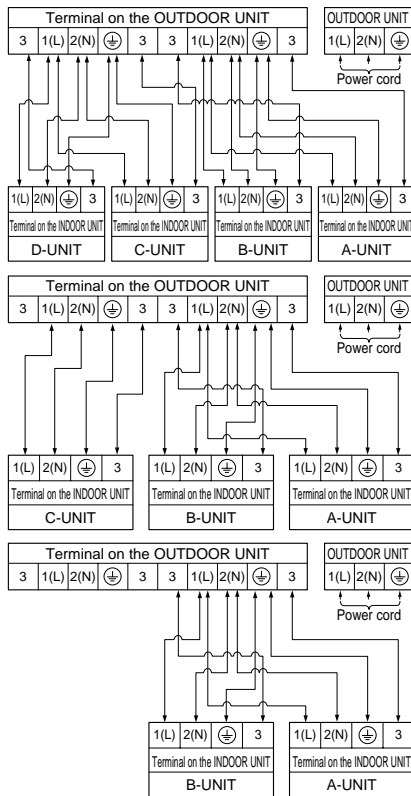 Terminal on the OUTDOOR UNIT OUTDOOR UNIT
3 1(L) 2(N) ⏚ 3 3 1(L) 2(N) ⏚ 3 1(L) 2(N) ⏚
Power cord
1(L) 2(N) ⏚ 3 1(L) 2(N) ⏚ 3 1(L) 2(N) ⏚ 3 1(L) 2(N) ⏚ 3
Terminal on the INDOOR UNIT Terminal on the INDOOR UNIT Terminal on the INDOOR UNIT Terminal on the INDOOR UNIT
D-UNIT C-UNIT B-UNIT A-UNIT
Terminal on the OUTDOOR UNIT OUTDOOR UNIT
3 1(L) 2(N) ⏚ 3 3 1(L) 2(N) ⏚ 3 1(L) 2(N) ⏚
Power cord
1(L) 2(N) ⏚ 3 1(L) 2(N) ⏚ 3 1(L) 2(N) ⏚ 3
Terminal on the INDOOR UNIT Terminal on the INDOOR UNIT Terminal on the INDOOR UNIT
C-UNIT B-UNIT A-UNIT
Terminal on the OUTDOOR UNIT OUTDOOR UNIT
3 1(L) 2(N) ⏚ 3 3 1(L) 2(N) ⏚ 3 1(L) 2(N) ⏚
Power cord
1(L) 2(N) ⏚ 3 1(L) 2(N) ⏚ 3
Terminal on the INDOOR UNIT Terminal on the INDOOR UNIT
B-UNIT A-UNIT